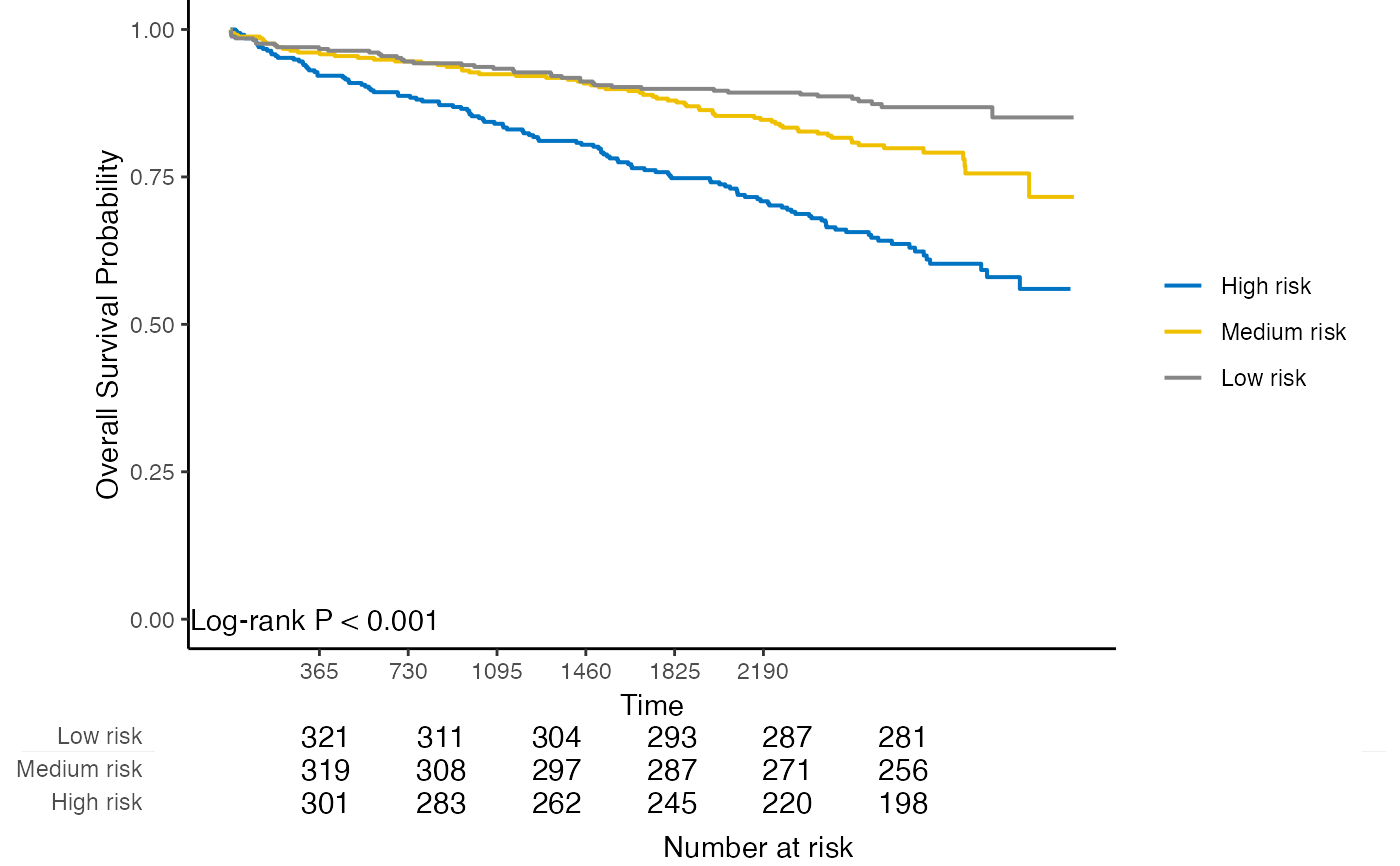 1.00
0.75
0.50
0.25
0.00
Overall Survival Probability
Log-rank P < 0.001
365 730 1095 1460 1825 2190
Time
High risk
Medium risk
Low risk
Low risk 321 311 304 293 287 281
Medium risk 319 308 297 287 271 256
High risk 301 283 262 245 220 198
Number at risk